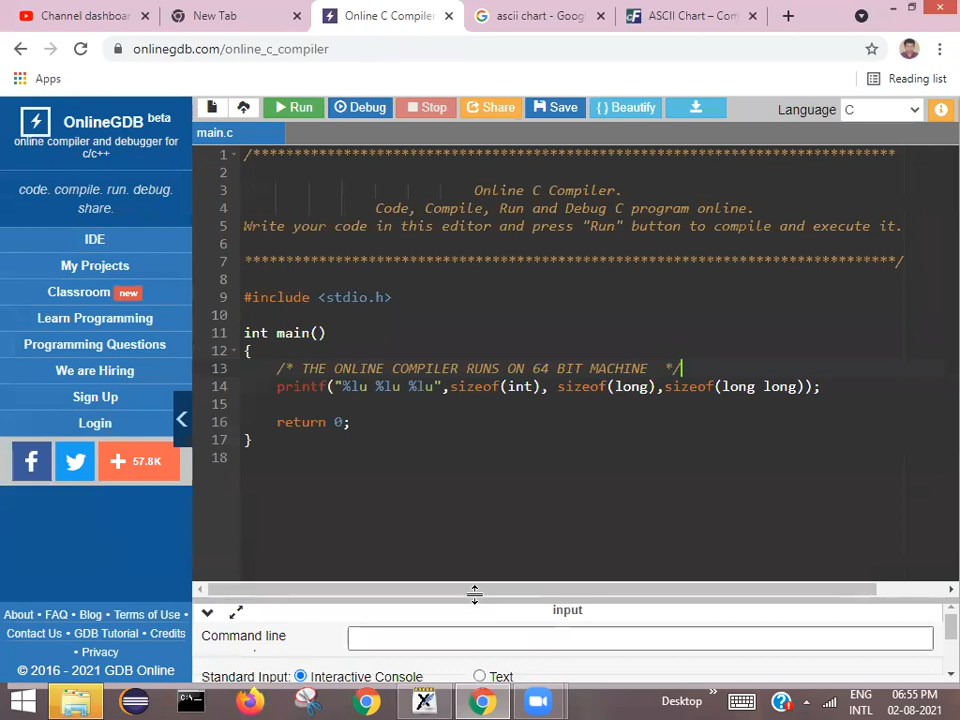 Channel dashboa
New Tab
Online C Compiler
ascii chart - Goog
ASCII Chart – Com
onlinegdb.com/online_c_compiler
Apps
Reading list
OnlineGDB beta
online compiler and debugger for
c/c++
code. compile. run. debug.
share.
IDE
My Projects
Classroom new
Learn Programming
Programming Questions
We are Hiring
Sign Up
Login
57.8K
About • FAQ • Blog • Terms of Use •
Contact Us • GDB Tutorial • Credits
• Privacy
© 2016 - 2021 GDB Online
Run
Debug
Stop
Share
Save
{ } Beautify
Language C
main.c
1 /******************************************************************************
2
3 Online C Compiler.
4 Code, Compile, Run and Debug C program online.
5 Write your code in this editor and press "Run" button to compile and execute it.
6
7 *******************************************************************************/
8
9 #include <stdio.h>
10
11 int main()
12 {
13 /* THE ONLINE COMPILER RUNS ON 64 BIT MACHINE */
14 printf("%lu %lu %lu",sizeof(int), sizeof(long),sizeof(long long));
15
16 return 0;
17 }
18
input
Command line
Standard Input: Interactive Console Text
Desktop
ENG
INTL
06:55 PM
02-08-2021